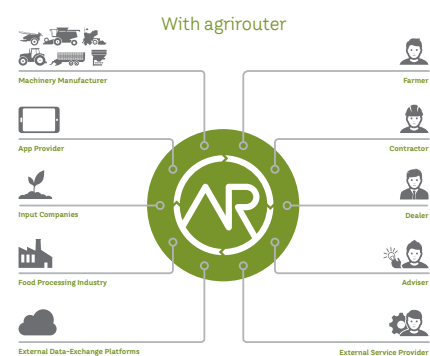 With agrirouter
Machinery Manufacturer
Farmer
App Provider
Contractor
AR
Input Companies
Dealer
Food Processing Industry
Adviser
External Data-Exchange Platforms
External Service Provider